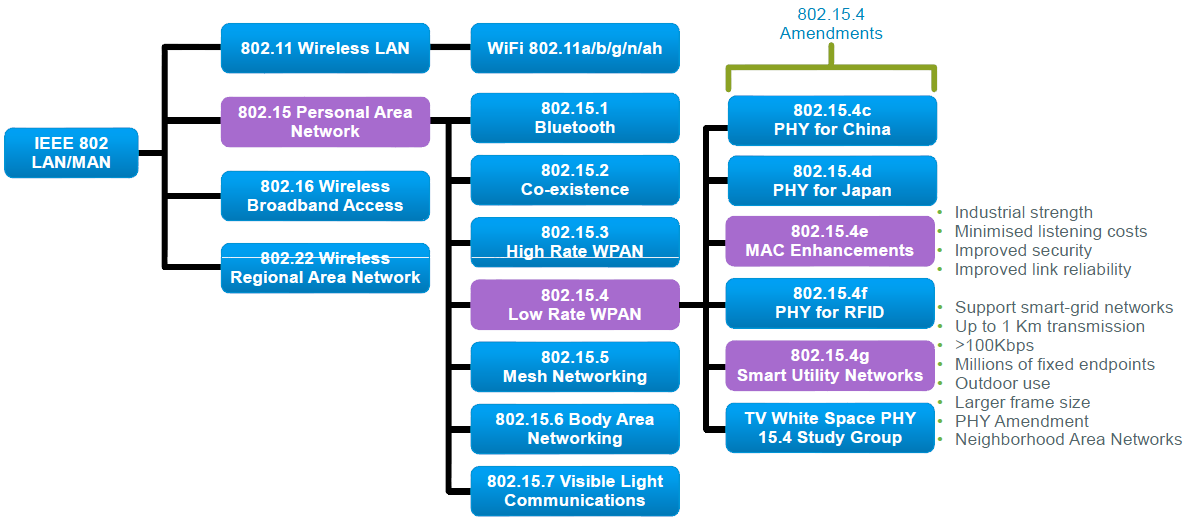 802.15.4
Amendments
IEEE 802
LAN/MAN
802.11 Wireless LAN
802.15 Personal Area
Network
802.16 Wireless
Broadband Access
802.22 Wireless
Regional Area Network
WiFi 802.11a/b/g/n/ah
802.15.1
Bluetooth
802.15.2
Co-existence
802.15.3
High Rate WPAN
802.15.4
Low Rate WPAN
802.15.5
Mesh Networking
802.15.6 Body Area
Networking
802.15.7 Visible Light
Communications
802.15.4c
PHY for China
802.15.4d
PHY for Japan
802.15.4e
MAC Enhancements
802.15.4f
PHY for RFID
802.15.4g
Smart Utility Networks
TV White Space PHY
15.4 Study Group
• Industrial strength
• Minimised listening costs
• Improved security
• Improved link reliability
• Support smart-grid networks
• Up to 1 Km transmission
• >100Kbps
• Millions of fixed endpoints
• Outdoor use
• Larger frame size
• PHY Amendment
• Neighborhood Area Networks